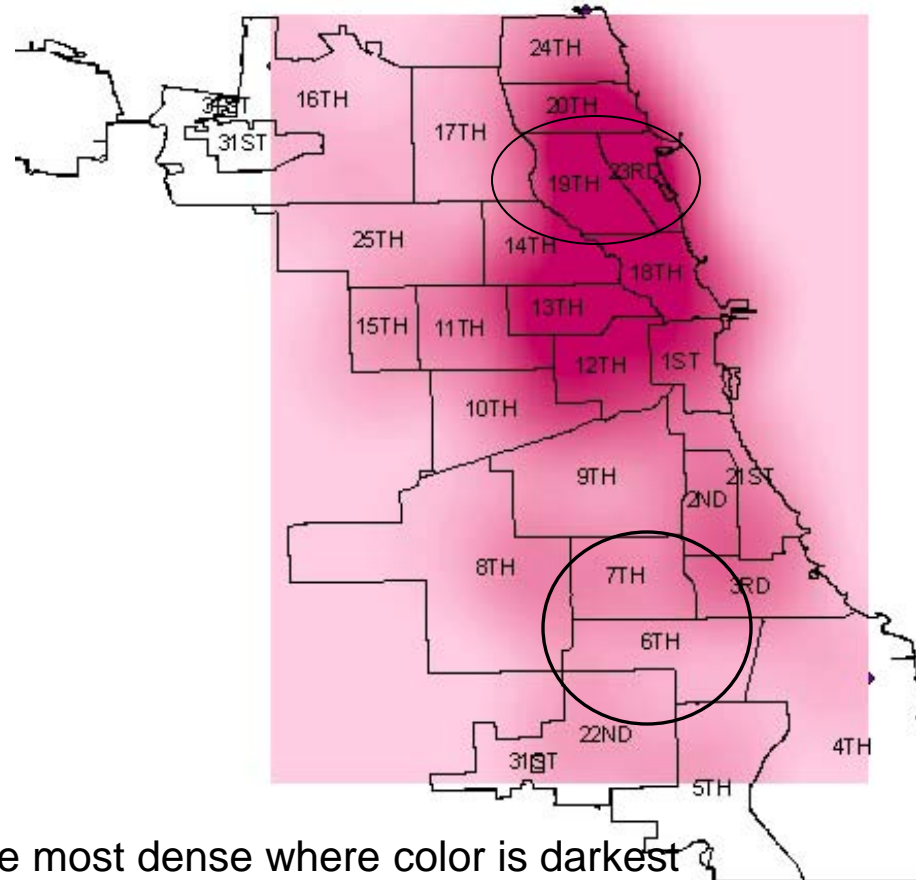 24TH
20TH
16TH
31ST
31ST
17TH
19TH
23RD
25TH
14TH
18TH
13TH
15TH
11TH
12TH
1ST
10TH
9TH
21ST
2ND
8TH
7TH
3RD
6TH
22ND
4TH
31ST
5TH
e most dense where color is darkest